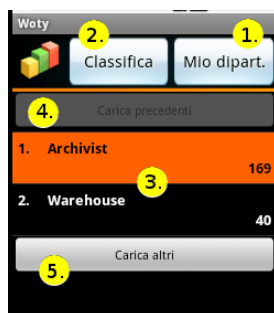 Woty
2.
1.
Classifica
Mio dipart.
4.
Carica precedenti
1. Archivist
169
3.
2. Warehouse
40
Carica altri
5.